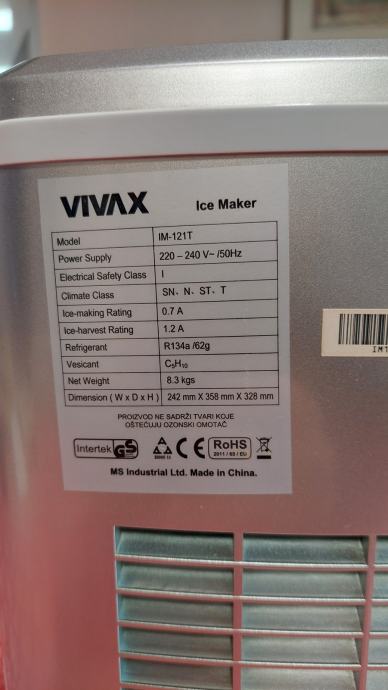 VIVAX Ice Maker
Model IM-121T
Power Supply 220 – 240 V~ /50Hz
Electrical Safety Class I
Climate Class SN、N、ST、T
Ice-making Rating 0.7 A
Ice-harvest Rating 1.2 A
Refrigerant R134a /62g
Vesicant C₅H₁₀
Net Weight 8.3 kgs
Dimension ( W x D x H ) 242 mm X 358 mm X 328 mm
PROIZVOD NE SADRŽI TVARI KOJE
OŠTEĆUJU OZONSKI OMOTAČ
Intertek GS CE RoHS
2011 / 65 / EU
MS Industrial Ltd. Made in China.